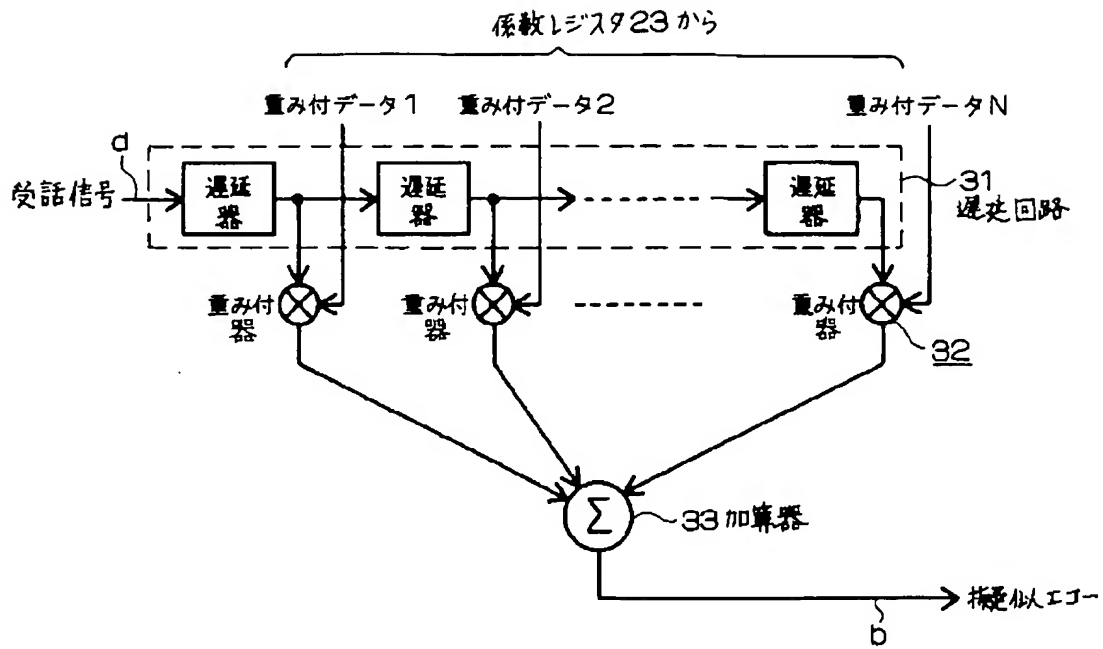 係数レジスタ23から
重み付データ1
重み付データ2
重み付データN
d
受話信号
遅延
器
遅延
器
遅延
器
31
遅延回路
重み付
器
重み付
器
重み付
器
32
Σ
33 加算器
b
擬似エコー